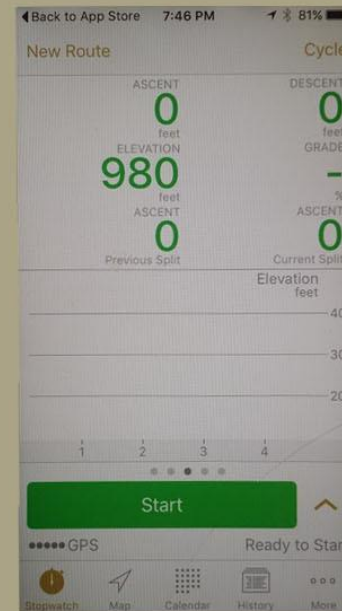 Back to App Store 7:46 PM 81%
New Route Cycle
ASCENT DESCENT
0 0
feet feet
ELEVATION GRADE
980 -
feet %
ASCENT ASCENT
0 0
Previous Split Current Split
Elevation
feet
40
30
20
1 2 3 4
Start
GPS Ready to Star
Stopwatch Map Calendar History More